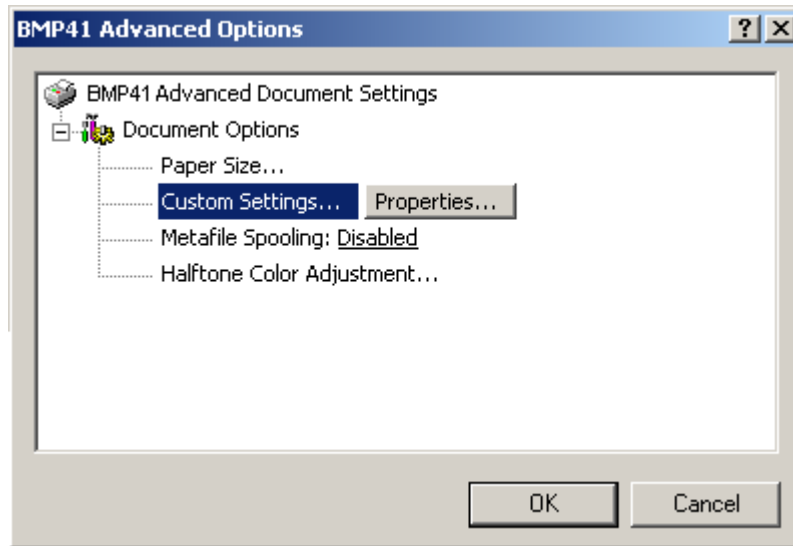 BMP41 Advanced Options
BMP41 Advanced Document Settings
Document Options
Paper Size...
Custom Settings... Properties...
Metafile Spooling: Disabled
Halftone Color Adjustment...
OK Cancel